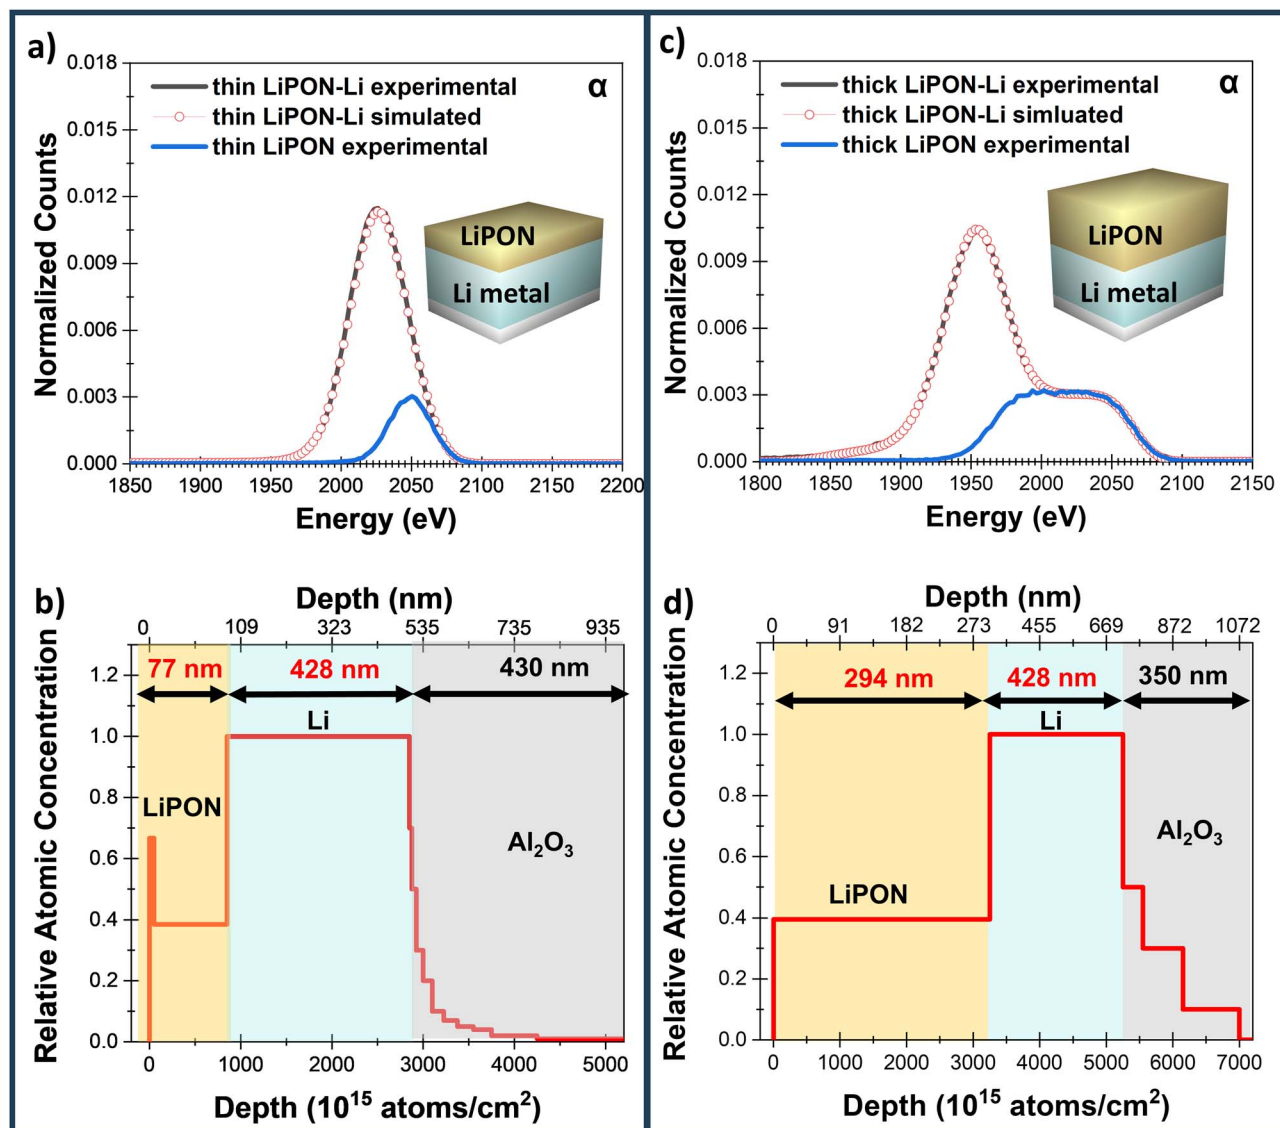 a)
0.018
0.015
0.012
0.009
0.006
0.003
0.000
Normalized Counts
thin LiPON-Li experimental
thin LiPON-Li simulated
thin LiPON experimental
α
LiPON
Li metal
1850 1900 1950 2000 2050 2100 2150 2200
Energy (eV)
c)
0.018
0.015
0.012
0.009
0.006
0.003
0.000
Normalized Counts
thick LiPON-Li experimental
thick LiPON-Li simluated
thick LiPON experimental
α
LiPON
Li metal
1800 1850 1900 1950 2000 2050 2100 2150
Energy (eV)
b)
Depth (nm)
0 109 323 535 735 935
1.2
1.0
0.8
0.6
0.4
0.2
0.0
Relative Atomic Concentration
77 nm 428 nm 430 nm
Li
LiPON
Al₂O₃
0 1000 2000 3000 4000 5000
Depth (10¹⁵ atoms/cm²)
d)
Depth (nm)
0 91 182 273 455 669 872 1072
1.2
1.0
0.8
0.6
0.4
0.2
0.0
Relative Atomic Concentration
294 nm 428 nm 350 nm
Li
LiPON
Al₂O₃
0 1000 2000 3000 4000 5000 6000 7000
Depth (10¹⁵ atoms/cm²)